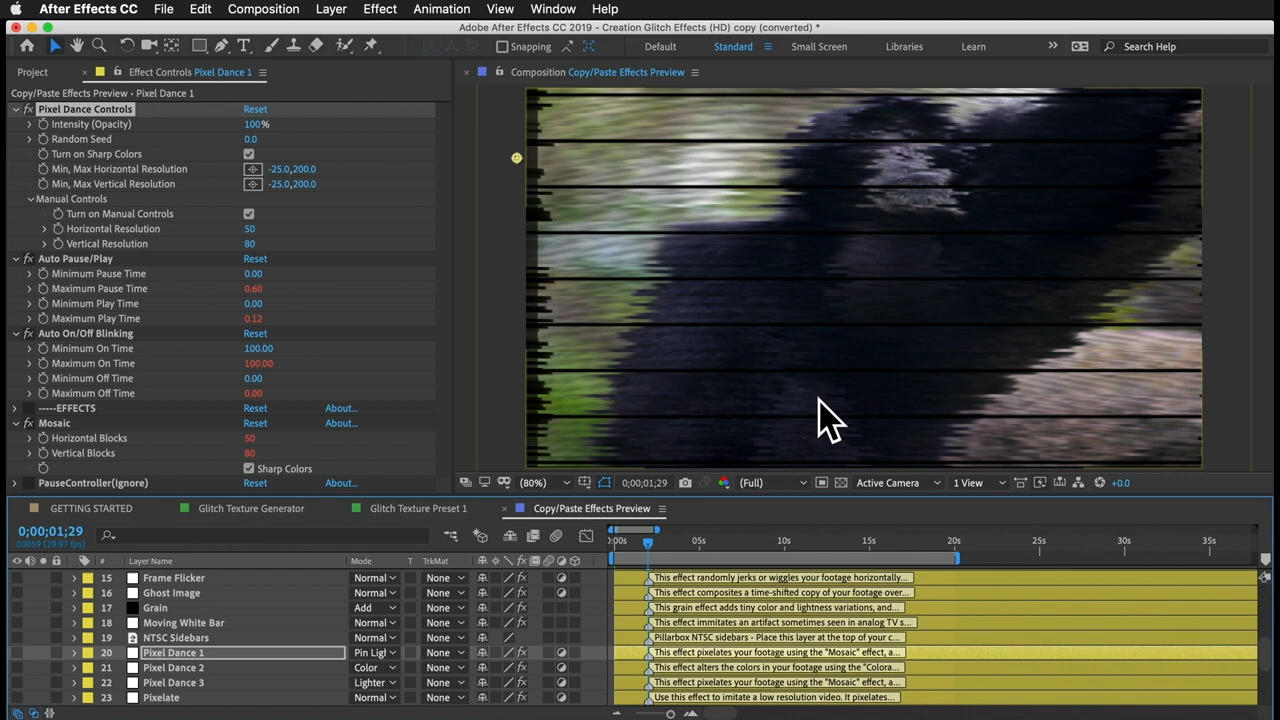 After Effects CC File Edit Composition Layer Effect Animation View Window Help
Adobe After Effects CC 2019 - Creation Glitch Effects (HD) copy (converted) *
Snapping Default Standard Small Screen Libraries Learn Search Help
Project Effect Controls Pixel Dance 1 Composition Copy/Paste Effects Preview
Copy/Paste Effects Preview • Pixel Dance 1
fx Pixel Dance Controls Reset
Intensity (Opacity) 100%
Random Seed 0.0
Turn on Sharp Colors
Min, Max Horizontal Resolution -25.0,200.0
Min, Max Vertical Resolution -25.0,200.0
Manual Controls
Turn on Manual Controls
Horizontal Resolution 50
Vertical Resolution 80
fx Auto Pause/Play Reset
Minimum Pause Time 0.00
Maximum Pause Time 0.60
Minimum Play Time 0.00
Maximum Play Time 0.12
fx Auto On/Off Blinking Reset
Minimum On Time 100.00
Maximum On Time 100.00
Minimum Off Time 0.00
Maximum Off Time 0.00
-----EFFECTS Reset About...
fx Mosaic Reset About...
Horizontal Blocks 50
Vertical Blocks 80
Sharp Colors
PauseController(Ignore) Reset About...
(80%) 0;00;01;29 (Full) Active Camera 1 View +0.0
GETTING STARTED Glitch Texture Generator Glitch Texture Preset 1 Copy/Paste Effects Preview
0;00;01;29
00059 (29.97 fps)
:00s 05s 10s 15s 20s 25s 30s 35s
# Layer Name Mode T TrkMat
15 Frame Flicker Normal None fx This effect randomly jerks or wiggles your footage horizontally...
16 Ghost Image Normal None fx This effect composites a time-shifted copy of your footage over...
17 Grain Add None fx This grain effect adds tiny color and lightness variations, and...
18 Moving White Bar Normal None fx This effect immitates an artifact sometimes seen in analog TV s...
19 NTSC Sidebars Normal None Pillarbox NTSC sidebars - Place this layer at the top of your c...
20 Pixel Dance 1 Pin Ligl None fx This effect pixelates your footage using the "Mosaic" effect, a...
21 Pixel Dance 2 Color None fx This effect alters the colors in your footage using the "Colora...
22 Pixel Dance 3 Lighter None fx This effect pixelates your footage using the "Mosaic" effect, a...
23 Pixelate Normal None fx Use this effect to imitate a low resolution video. It pixelates...